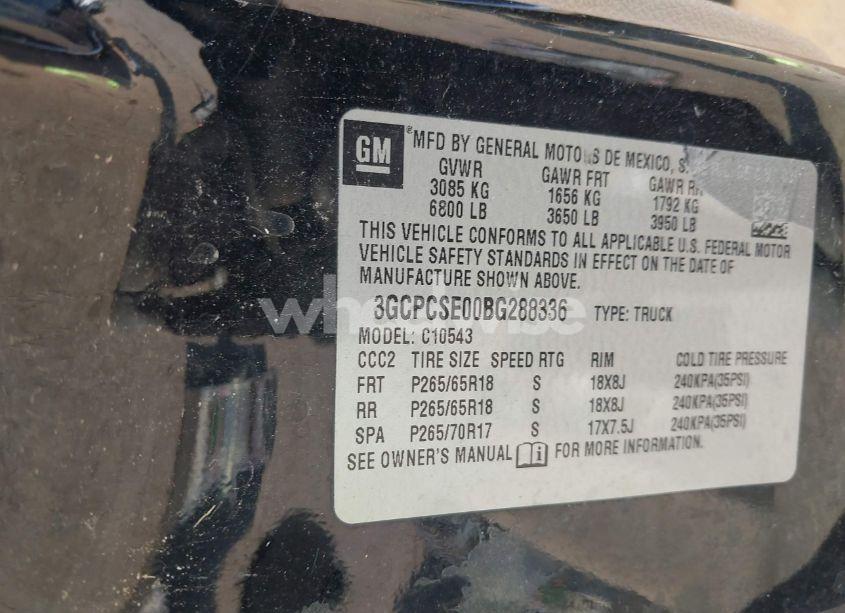 GM
®MFD BY GENERAL MOTORS DE MEXICO, S.
GVWR GAWR FRT GAWR RR
3085 KG 1656 KG 1792 KG
6800 LB 3650 LB 3950 LB
THIS VEHICLE CONFORMS TO ALL APPLICABLE U.S. FEDERAL MOTOR
VEHICLE SAFETY STANDARDS IN EFFECT ON THE DATE OF
MANUFACTURE SHOWN ABOVE.
3GCPCSE00BG288336 TYPE: TRUCK
wheelwise
MODEL: C10543
CCC2 TIRE SIZE SPEED RTG RIM COLD TIRE PRESSURE
FRT P265/65R18 S 18X8J 240KPA(35PSI)
RR P265/65R18 S 18X8J 240KPA(35PSI)
SPA P265/70R17 S 17X7.5J 240KPA(35PSI)
SEE OWNER'S MANUAL i FOR MORE INFORMATION.